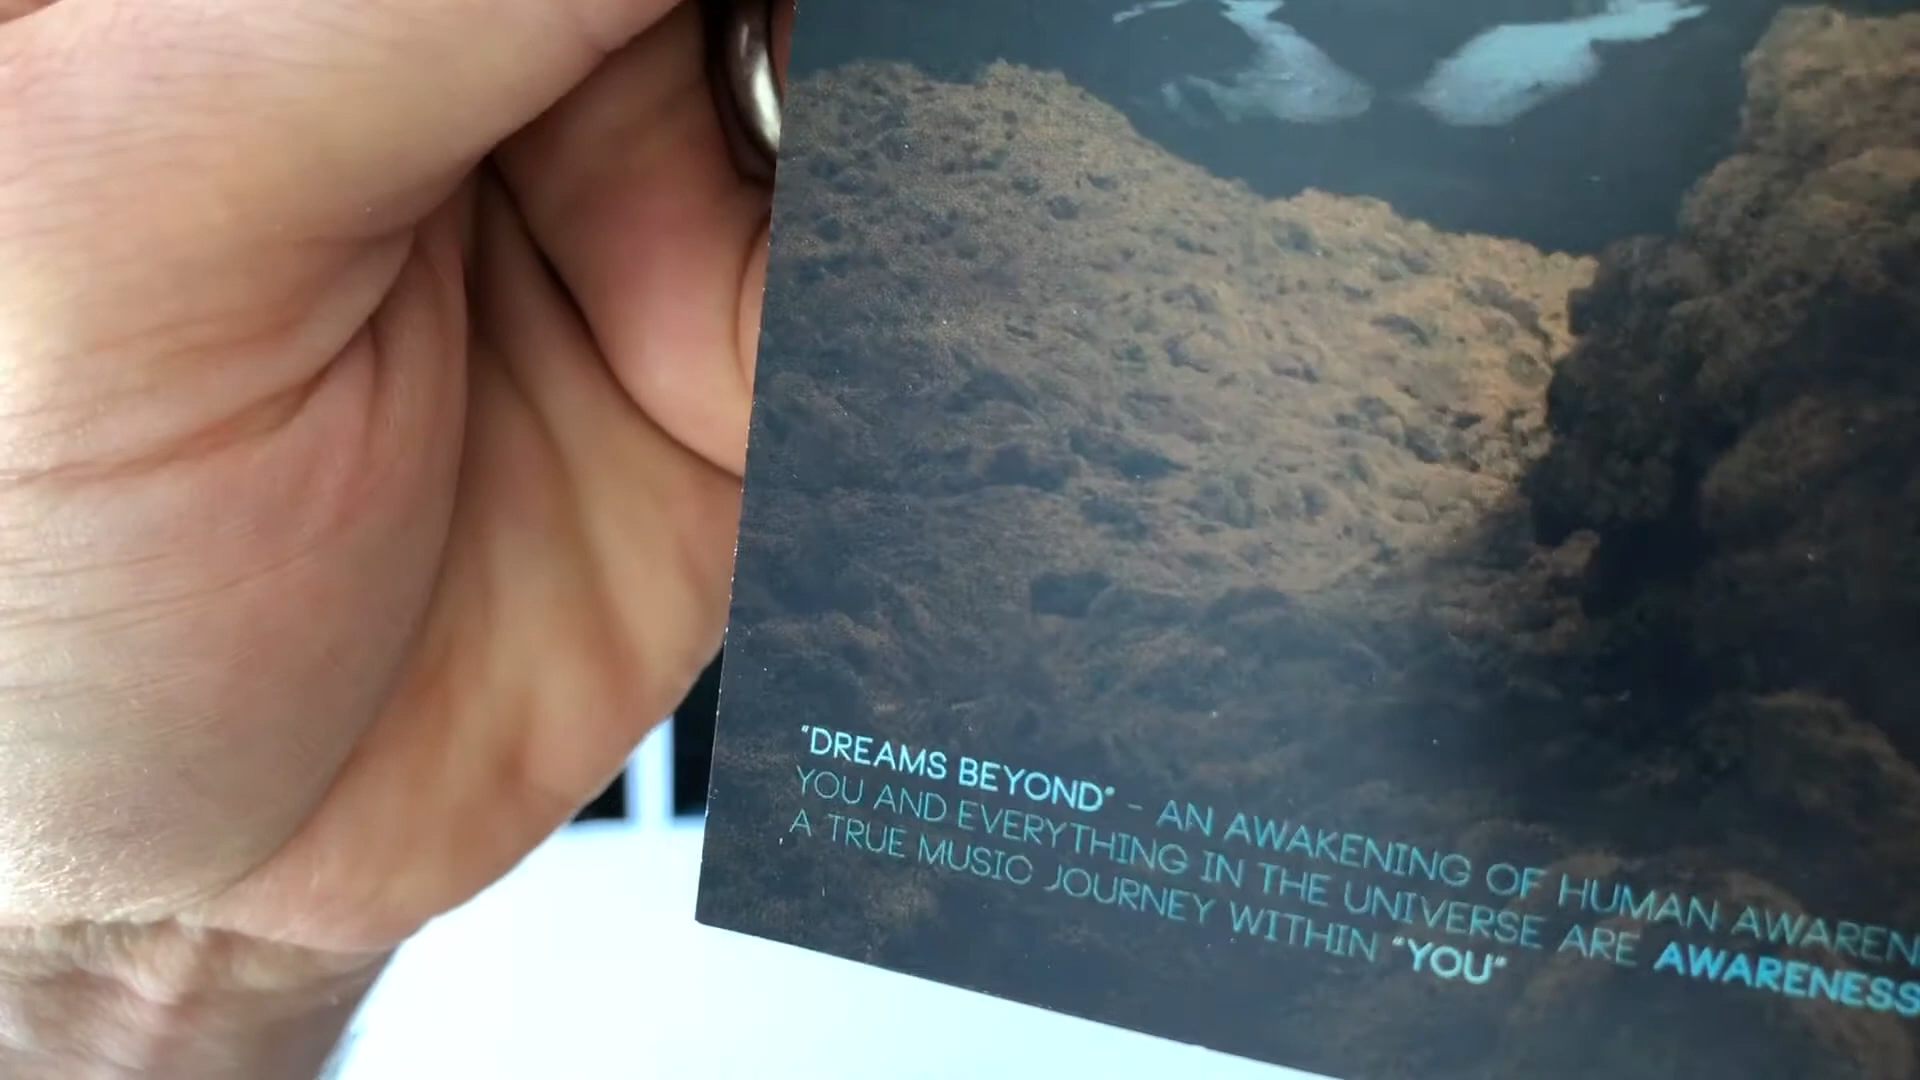 "DREAMS BEYOND" - AN AWAKENING OF HUMAN
YOU AND EVERYTHING IN THE UNIVERSE ARE AWARENESS
A TRUE MUSIC JOURNEY WITHIN "YOU"